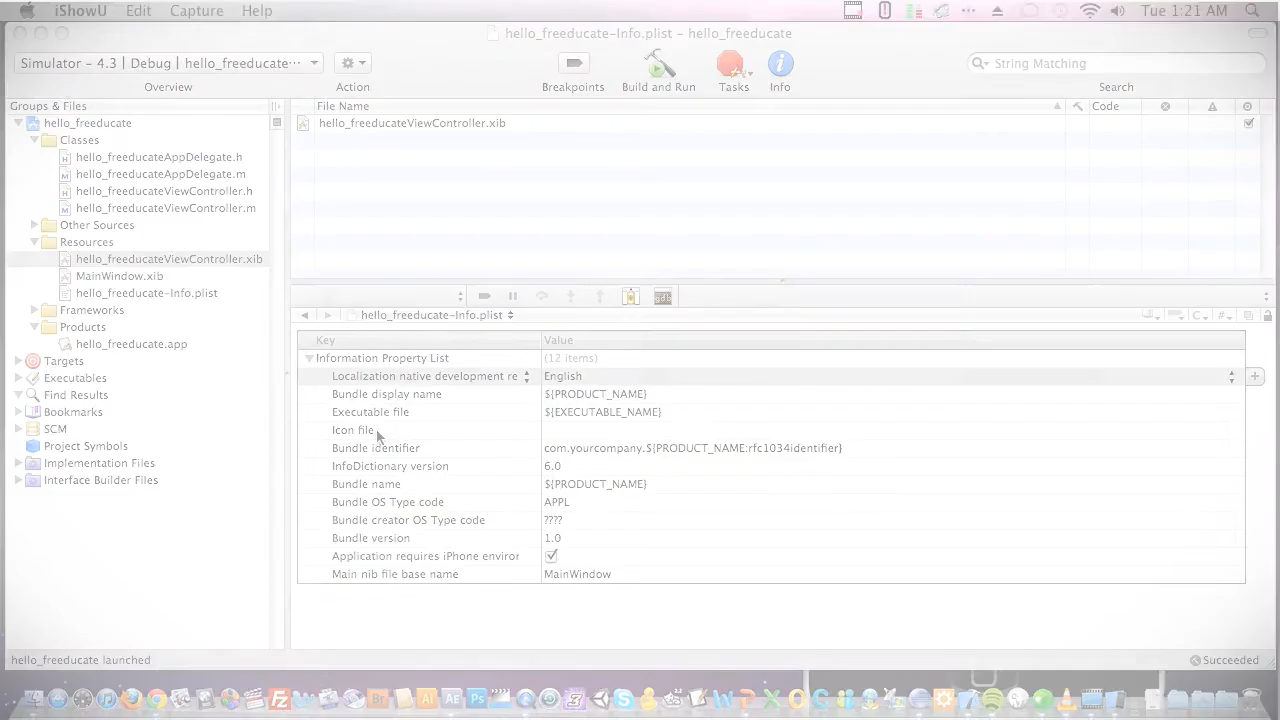 iShowU Edit Capture Help Tue 1:21 AM
hello_freeducate-Info.plist – hello_freeducate
Simulator – 4.3 | Debug | hello_freeducate··· String Matching
Overview Action Breakpoints Build and Run Tasks Info Search
Groups & Files File Name Code
hello_freeducate hello_freeducateViewController.xib
Classes
hello_freeducateAppDelegate.h
hello_freeducateAppDelegate.m
hello_freeducateViewController.h
hello_freeducateViewController.m
Other Sources
Resources
hello_freeducateViewController.xib
MainWindow.xib
hello_freeducate-Info.plist
Frameworks
Products
hello_freeducate.app
Targets
Executables
Find Results
Bookmarks
SCM
Project Symbols
Implementation Files
Interface Builder Files
hello_freeducate-Info.plist C #
Key Value
Information Property List (12 items)
Localization native development re English
Bundle display name ${PRODUCT_NAME}
Executable file ${EXECUTABLE_NAME}
Icon file
Bundle identifier com.yourcompany.${PRODUCT_NAME:rfc1034identifier}
InfoDictionary version 6.0
Bundle name ${PRODUCT_NAME}
Bundle OS Type code APPL
Bundle creator OS Type code ????
Bundle version 1.0
Application requires iPhone enviror
Main nib file base name MainWindow
hello_freeducate launched Succeeded
Br Ai AE Ps